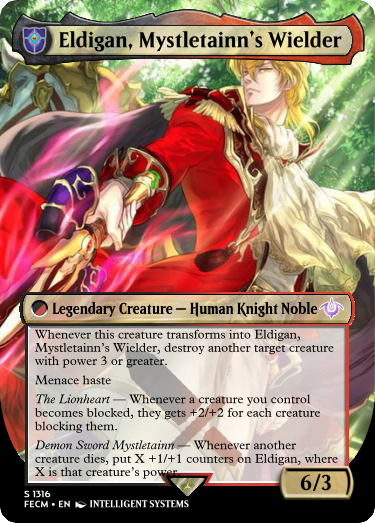 Eldigan, Mystletainn's Wielder
Legendary Creature — Human Knight Noble
Whenever this creature transforms into Eldigan,
Mystletainn's Wielder, destroy another target creature
with power 3 or greater.
Menace haste
The Lionheart — Whenever a creature you
control becomes blocked, they gets +2/+2 for each creature
blocking them.
Demon Sword Mystletainn — Whenever another
creature dies, put X +1/+1 counters on Eldigan, where
X is that creature's power.
6/3
S 1316
FECM • EN INTELLIGENT SYSTEMS